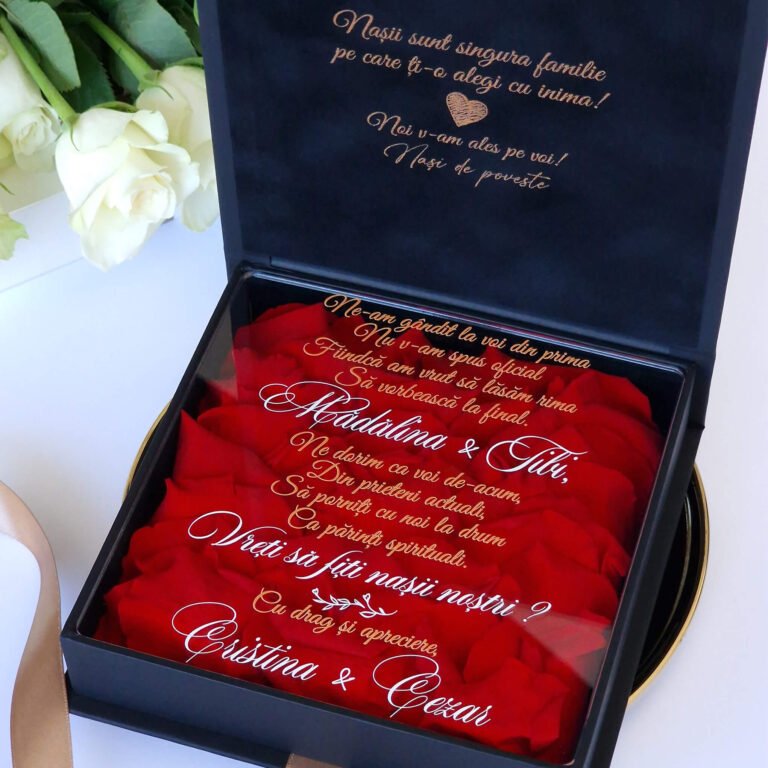 Nașii sunt singura familie
pe care ți-o alegi cu inima!
Noi v-am ales pe voi!
Nași de poveste
Ne-am gândit la voi din prima
Nu v-am spus oficial
Fiindcă am vrut să lăsăm rima
Să vorbească la final.
Mădălina & Tibi,
Ne dorim ca voi de-acum,
Din prieteni actuali,
Să porniți cu noi la drum
Ca părinți spirituali.
Vreți să fiți nașii noștri ?
Cu drag și apreciere,
Cristina & Cezar